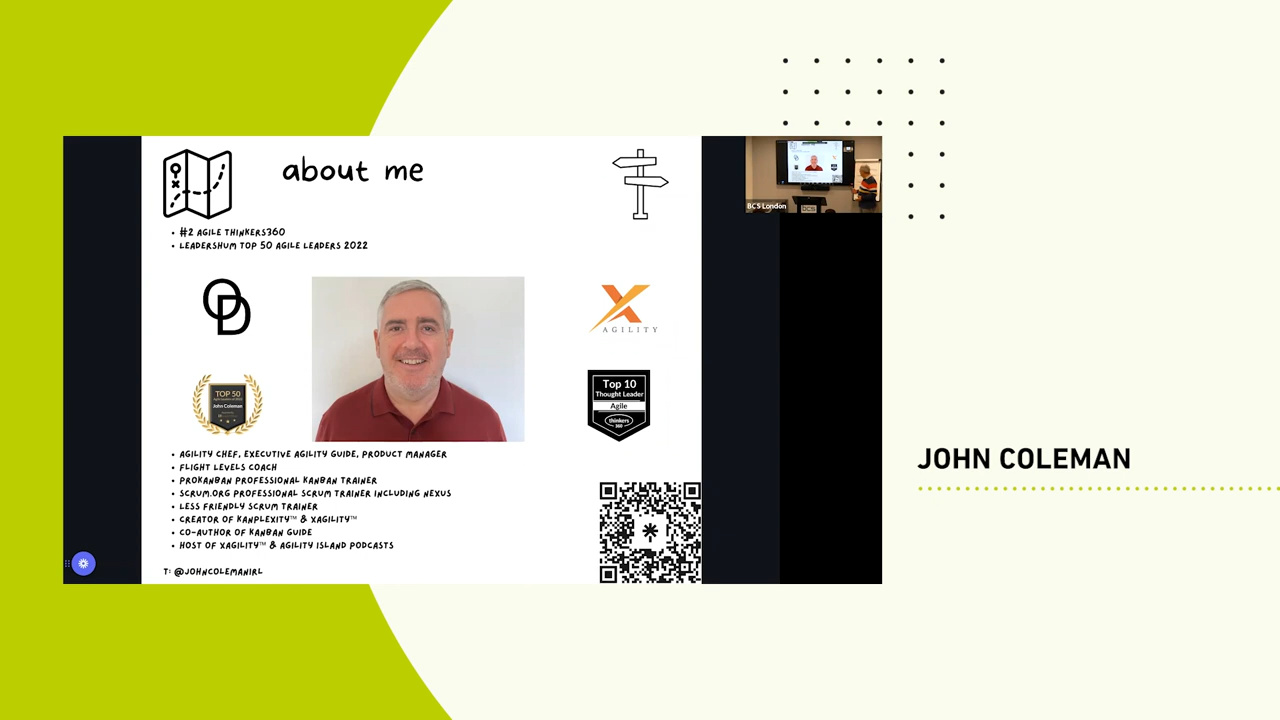 about me
#2 AGILE THINKERS360
LEADERSHUM TOP 50 AGILE LEADERS 2022
BCS London
X
AGILITY
TOP 50
John Coleman
Top 10
Thought Leader
Agile
thinkers
360
AGILITY CHEF, EXECUTIVE AGILITY GUIDE, PRODUCT MANAGER
FLIGHT LEVELS COACH
PROKANBAN PROFESSIONAL KANBAN TRAINER
SCRUM.ORG PROFESSIONAL SCRUM TRAINER INCLUDING NEXUS
LESS FRIENDLY SCRUM TRAINER
CREATOR OF KANPLEXITY™ & XAGILITY™
CO-AUTHOR OF KANBAN GUIDE
HOST OF XAGILITY™ & AGILITY ISLAND PODCASTS
T: @JOHNCOLEMANIRL
JOHN COLEMAN